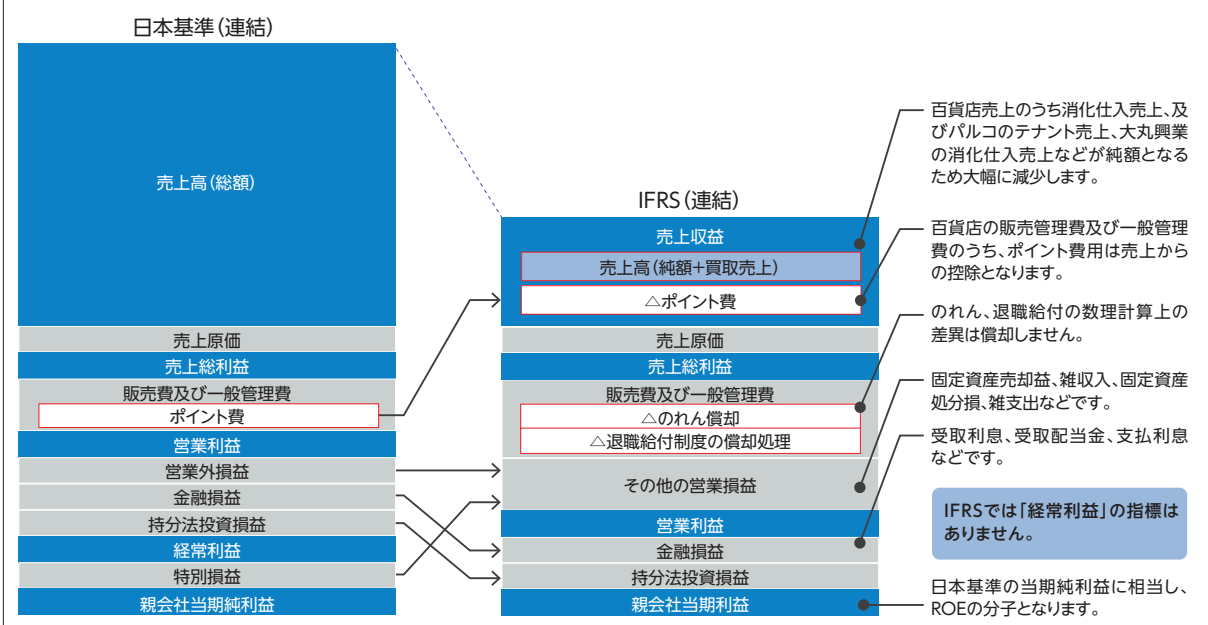 日本基準（連結）
売上高（総額）
売上原価
売上総利益
販売費及び一般管理費
ポイント費
営業利益
営業外損益
金融損益
持分法投資損益
経常利益
特別損益
親会社当期純利益
IFRS（連結）
売上収益
売上高（純額＋買取売上）
△ポイント費
売上原価
売上総利益
販売費及び一般管理費
△のれん償却
△退職給付制度の償却処理
その他の営業損益
営業利益
金融損益
持分法投資損益
親会社当期利益
百貨店売上のうち消化仕入売上、及
びパルコのテナント売上、大丸興業
の消化仕入売上などが純額となる
ため大幅に減少します。
百貨店の販売管理費及び一般管理
費のうち、ポイント費用は売上から
の控除となります。
のれん、退職給付の数理計算上の
差異は償却しません。
固定資産売却益、雑収入、固定資産
処分損、雑支出などです。
受取利息、受取配当金、支払利息
などです。
IFRSでは「経常利益」の指標は
ありません。
日本基準の当期純利益に相当し、
ROEの分子となります。